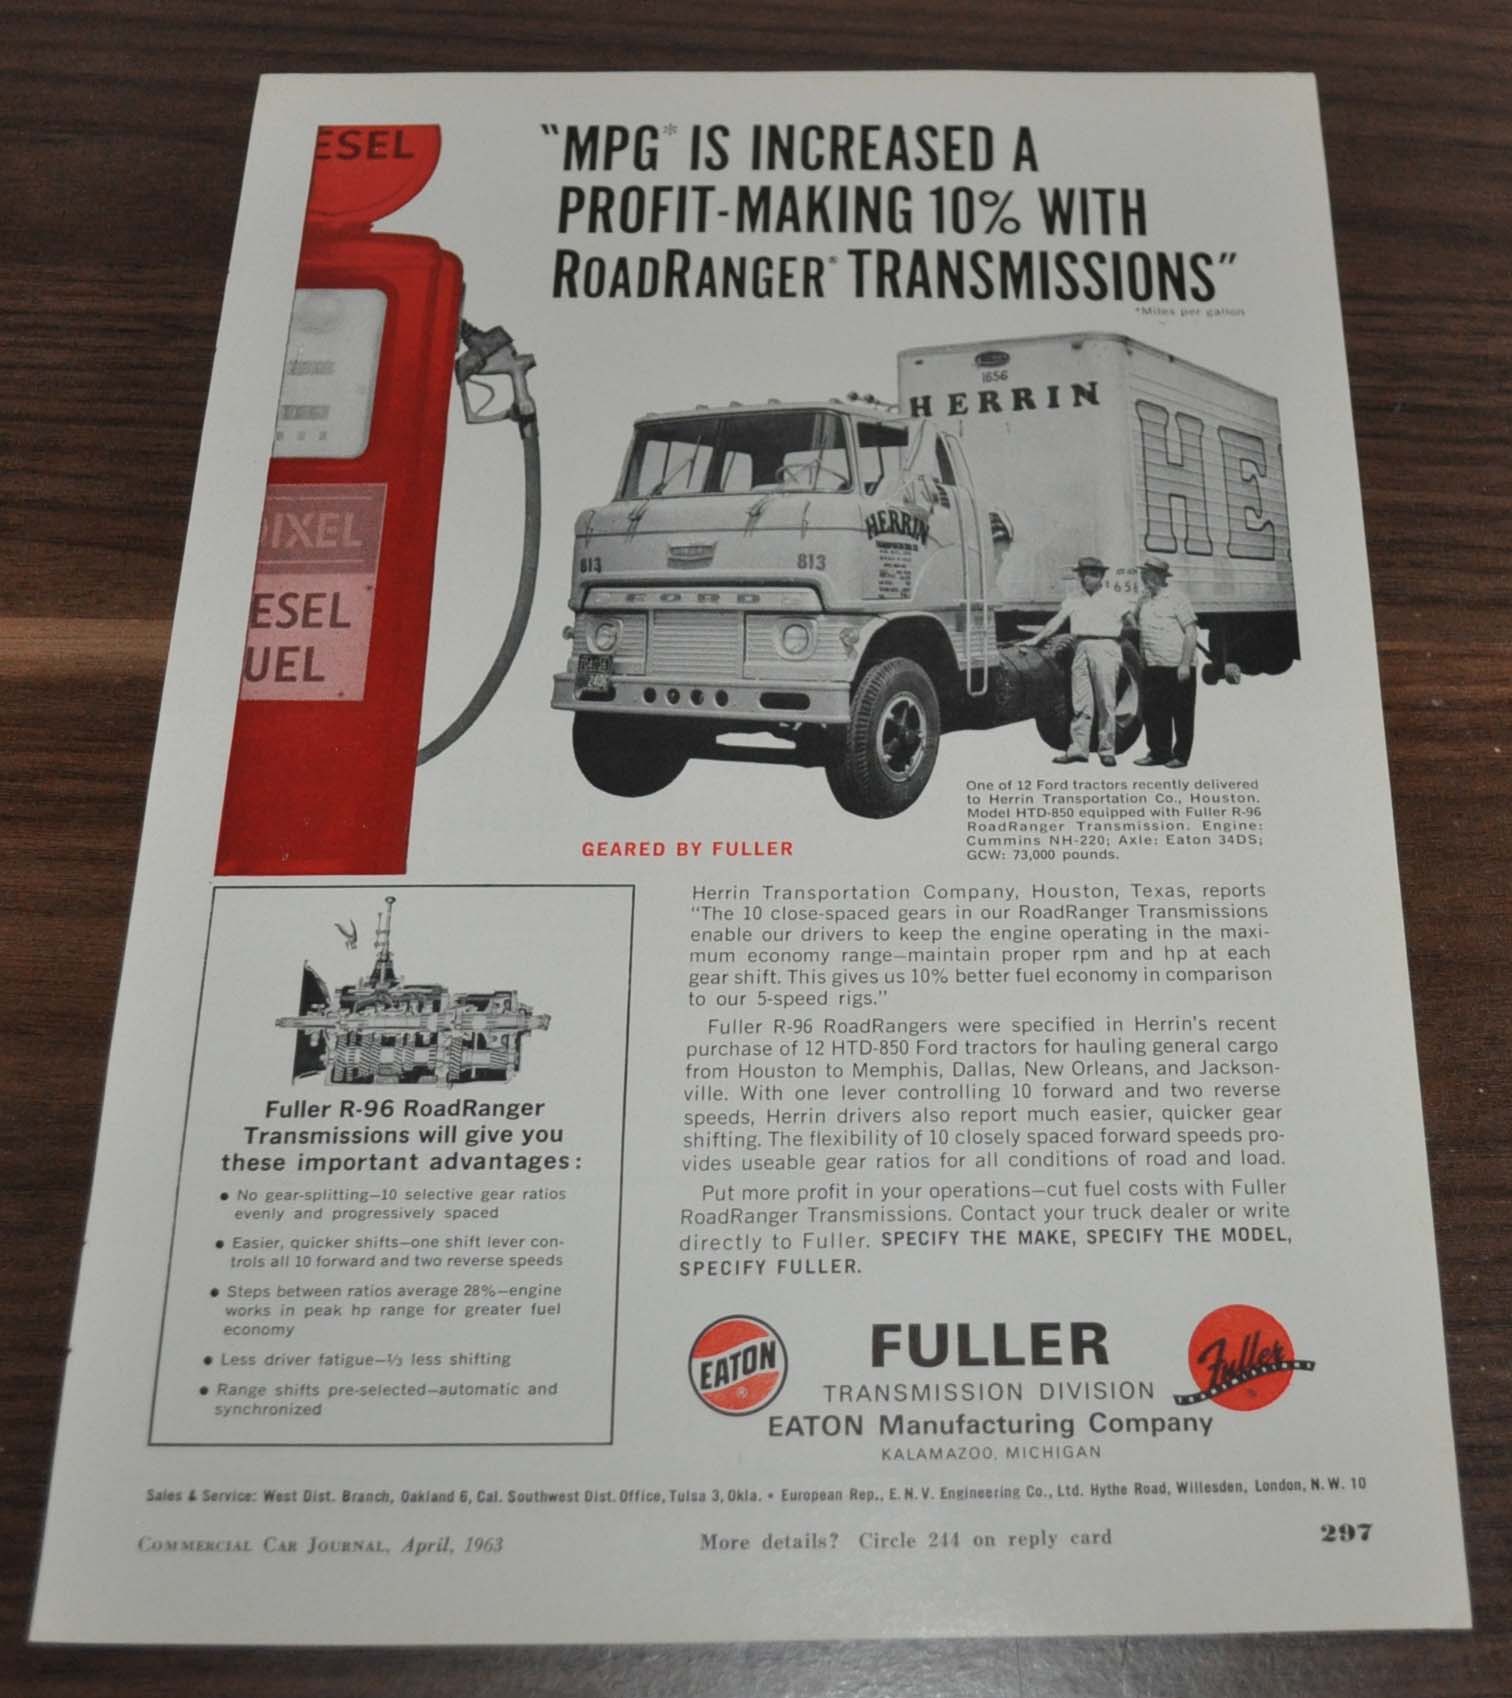 "MPG* IS INCREASED A
PROFIT-MAKING 10% WITH
ROADRANGER® TRANSMISSIONS"
*Miles per gallon
ESEL
DIXEL
ESEL
UEL
1656
HERRIN
HE
HERRIN
813
813
FORD
One of 12 Ford tractors recently delivered
to Herrin Transportation Co., Houston.
Model HTD-850 equipped with Fuller R-96
RoadRanger Transmission. Engine:
Cummins NH-220; Axle: Eaton 34DS;
GCW: 73,000 pounds.
GEARED BY FULLER
Herrin Transportation Company, Houston, Texas, reports
"The 10 close-spaced gears in our RoadRanger Transmissions
enable our drivers to keep the engine operating in the maxi-
mum economy range—maintain proper rpm and hp at each
gear shift. This gives us 10% better fuel economy in comparison
to our 5-speed rigs."
Fuller R-96 RoadRangers were specified in Herrin's recent
purchase of 12 HTD-850 Ford tractors for hauling general cargo
from Houston to Memphis, Dallas, New Orleans, and Jackson-
ville. With one lever controlling 10 forward and two reverse
speeds, Herrin drivers also report much easier, quicker gear
shifting. The flexibility of 10 closely spaced forward speeds pro-
vides useable gear ratios for all conditions of road and load.
Put more profit in your operations—cut fuel costs with Fuller
RoadRanger Transmissions. Contact your truck dealer or write
directly to Fuller. SPECIFY THE MAKE, SPECIFY THE MODEL,
SPECIFY FULLER.
Fuller R-96 RoadRanger
Transmissions will give you
these important advantages:
• No gear-splitting—10 selective gear ratios
evenly and progressively spaced
• Easier, quicker shifts—one shift lever con-
trols all 10 forward and two reverse speeds
• Steps between ratios average 28%—engine
works in peak hp range for greater fuel
economy
• Less driver fatigue—⅓ less shifting
• Range shifts pre-selected—automatic and
synchronized
EATON ®
FULLER
TRANSMISSION DIVISION
EATON Manufacturing Company
KALAMAZOO, MICHIGAN
Fuller
TRANSMISSIONS
Sales & Service: West Dist. Branch, Oakland 6, Cal. Southwest Dist. Office, Tulsa 3, Okla. • European Rep., E. N. V. Engineering Co., Ltd. Hythe Road, Willesden, London, N. W. 10
COMMERCIAL CAR JOURNAL, April, 1963
More details? Circle 244 on reply card
297